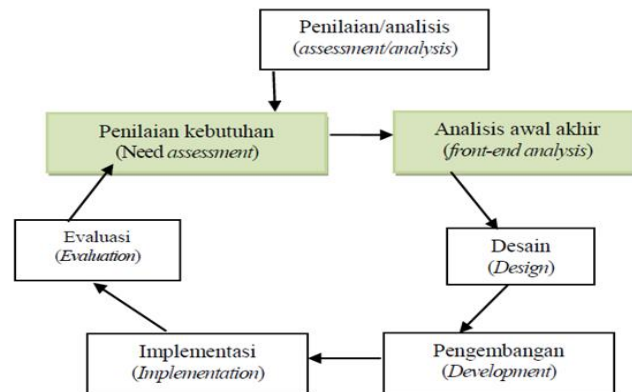 Penilaian/analisis
(assessment/analysis)
Penilaian kebutuhan
(Need assessment)
Analisis awal akhir
(front-end analysis)
Evaluasi
(Evaluation)
Desain
(Design)
Implementasi
(Implementation)
Pengembangan
(Development)